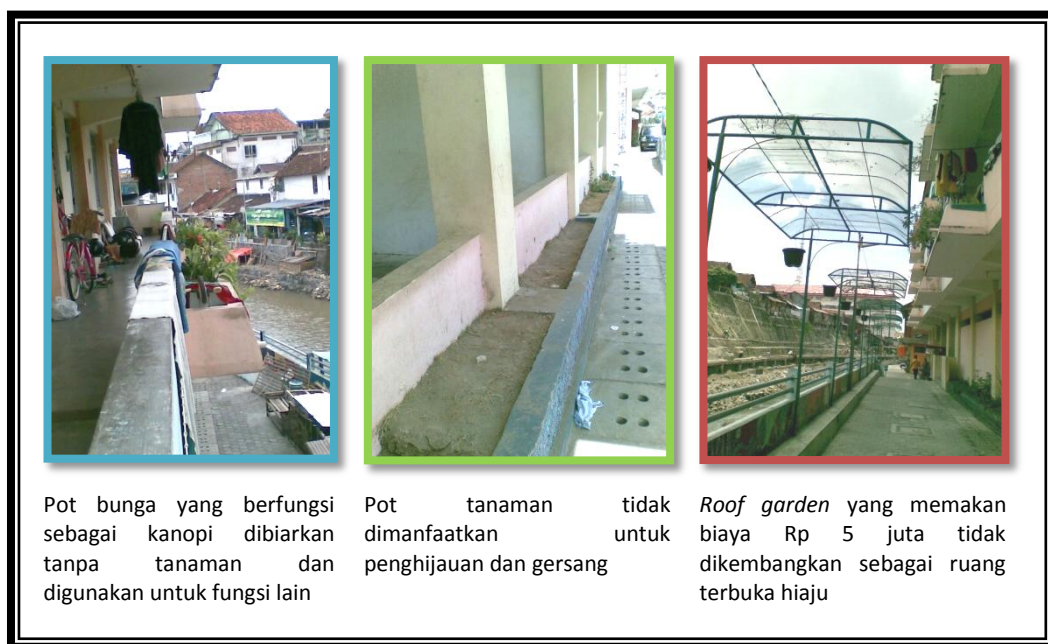 Pot bunga yang berfungsi
sebagai kanopi dibiarkan
tanpa tanaman dan
digunakan untuk fungsi lain
Pot tanaman tidak
dimanfaatkan untuk
penghijauan dan gersang
Roof garden yang memakan
biaya Rp 5 juta tidak
dikembangkan sebagai ruang
terbuka hiaju